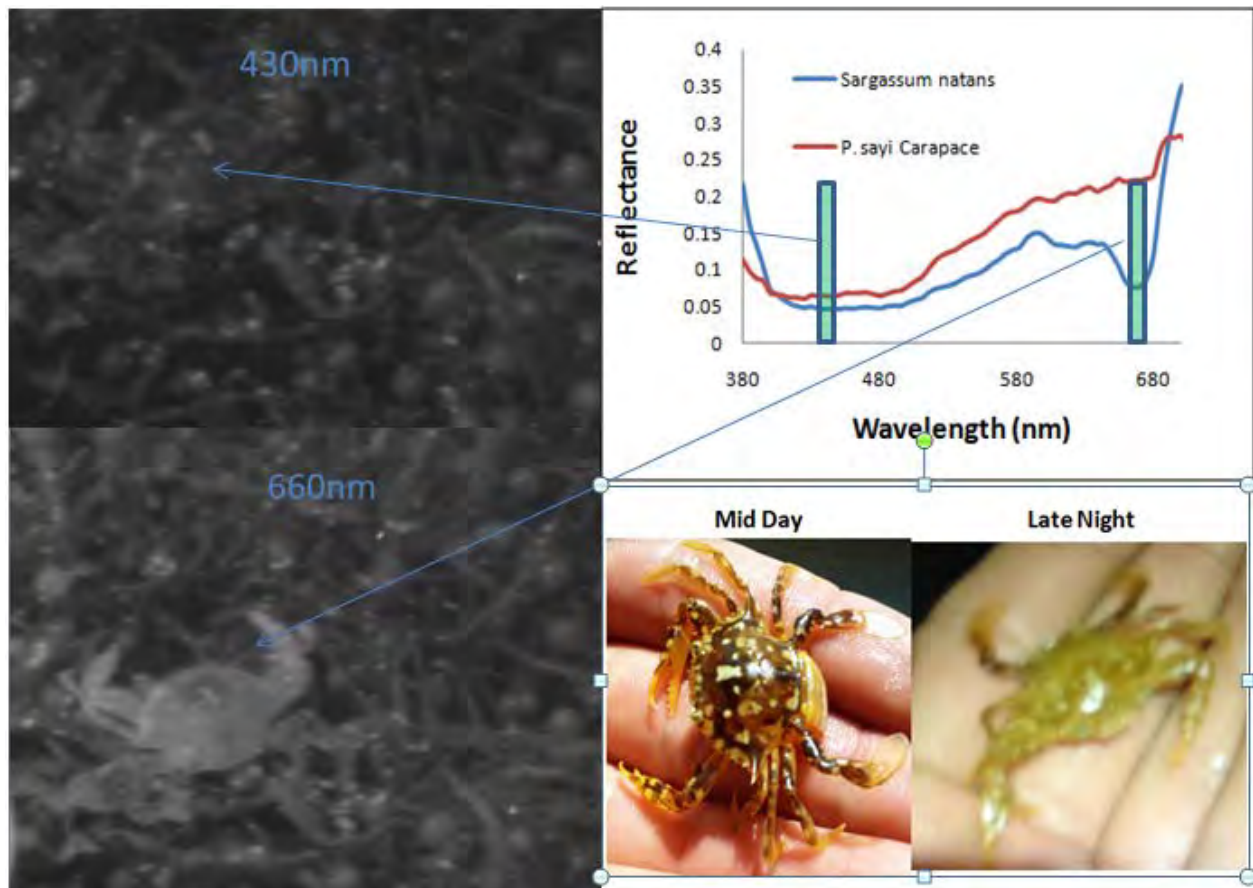 430nm
660nm
0.4
0.35
0.3
0.25
0.2
0.15
0.1
0.05
0
Reflectance
Sargassum natans
P. sayi Carapace
380
480
580
680
Wavelength (nm)
Mid Day
Late Night